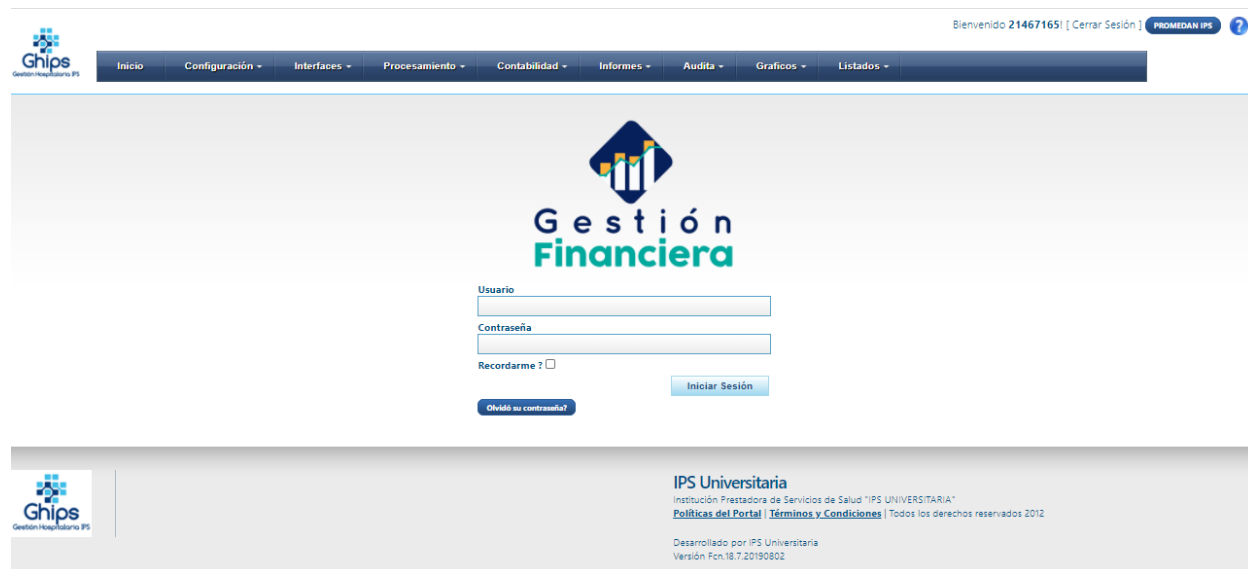 Bienvenido 21467165! [ Cerrar Sesión ] PROMEDAN IPS ?
Ghips
Gestión Hospitalaria IPS
Inicio Configuración Interfaces Procesamiento Contabilidad Informes Audita Graficos Listados
Gestión
Financiera
Usuario
Contraseña
Recordarme ?
Iniciar Sesión
Olvidó su contraseña?
Ghips
Gestión Hospitalaria IPS
IPS Universitaria
Institución Prestadora de Servicios de Salud "IPS UNIVERSITARIA"
Políticas del Portal | Términos y Condiciones | Todos los derechos reservados 2012
Desarrollado por IPS Universitaria
Versión Fcn.18.7.20190802